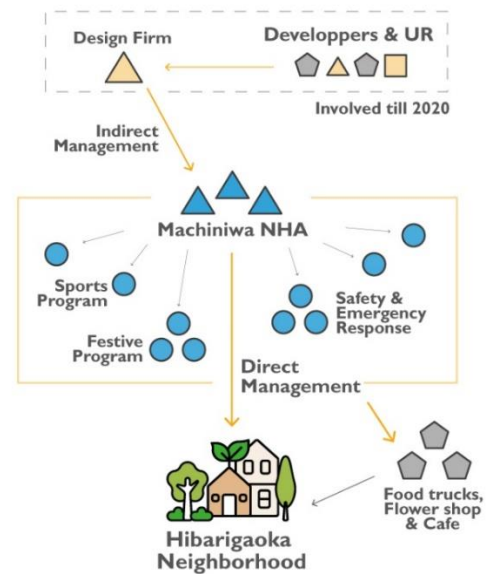 Design Firm
Developpers & UR
Involved till 2020
Indirect
Management
Machiniwa NHA
Sports
Program
Festive
Program
Safety &
Emergency
Response
Direct
Management
Food trucks,
Flower shop
& Cafe
Hibarigaoka
Neighborhood